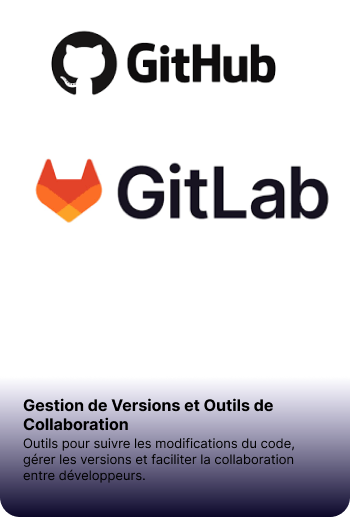 GitHub
GitLab
Gestion de Versions et Outils de
Collaboration
Outils pour suivre les modifications du code,
gérer les versions et faciliter la collaboration
entre développeurs.